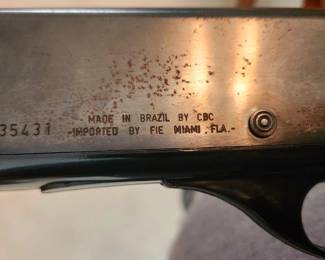 35431
MADE IN BRAZIL BY CBC
-IMPORTED BY FIE MIAMI, FLA.-